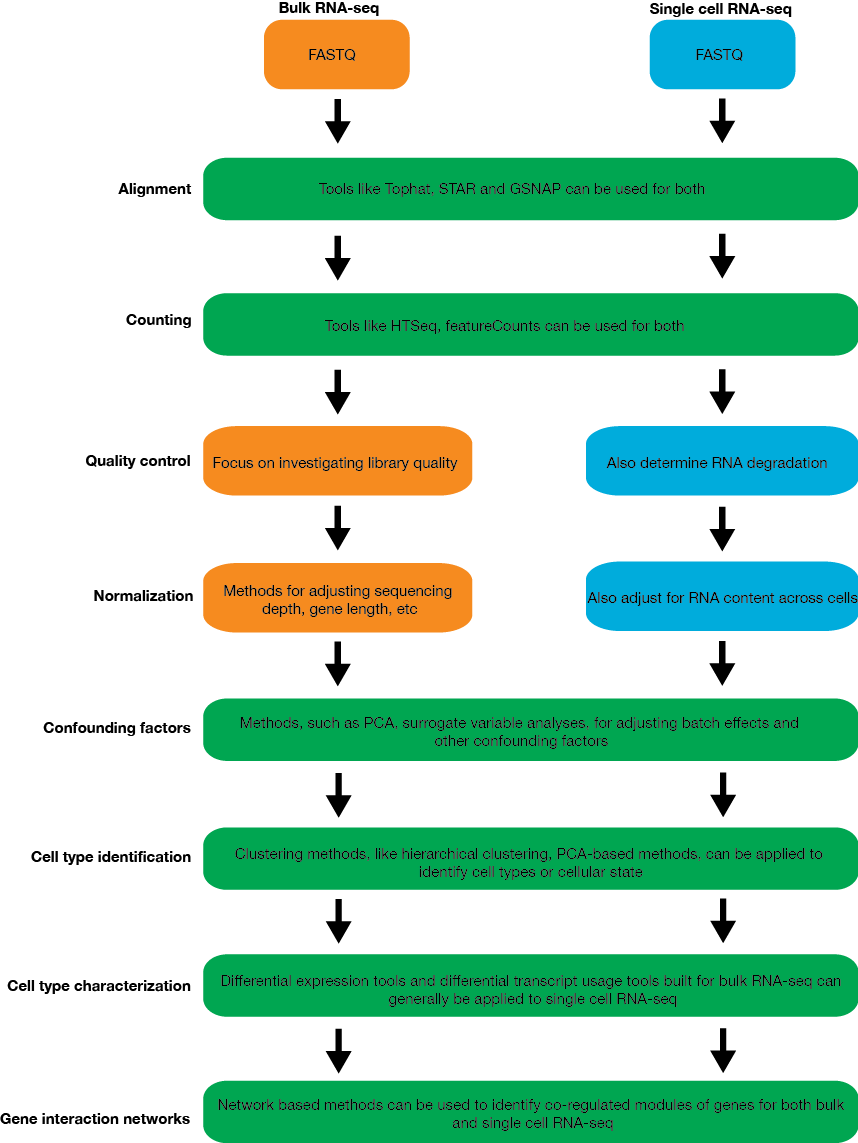 Bulk RNA-seq
Single cell RNA-seq
FASTQ
FASTQ
Alignment
Tools like Tophat, STAR and GSNAP can be used for both
Counting
Tools like HTSeq, featureCounts can be used for both
Quality control
Focus on investigating library quality
Also determine RNA degradation
Normalization
Methods for adjusting sequencing
depth, gene length, etc
Also adjust for RNA content across cells
Confounding factors
Methods, such as PCA, surrogate variable analyses, for adjusting batch effects and
other confounding factors
Cell type identification
Clustering methods, like hierarchical clustering, PCA-based methods, can be applied to
identify cell types or cellular state
Cell type characterization
Differential expression tools and differential transcript usage tools built for bulk RNA-seq can
generally be applied to single cell RNA-seq
Gene interaction networks
Network based methods can be used to identify co-regulated modules of genes for both bulk
and single cell RNA-seq